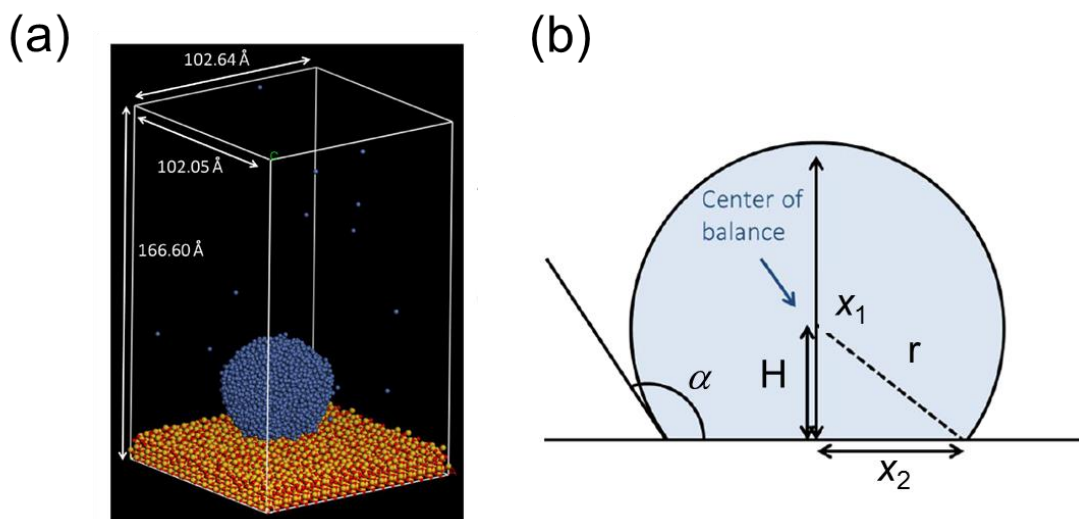 (a)
102.64 Å
102.05 Å
166.60 Å
(b)
Center of
balance
x₁
r
H
α
x₂